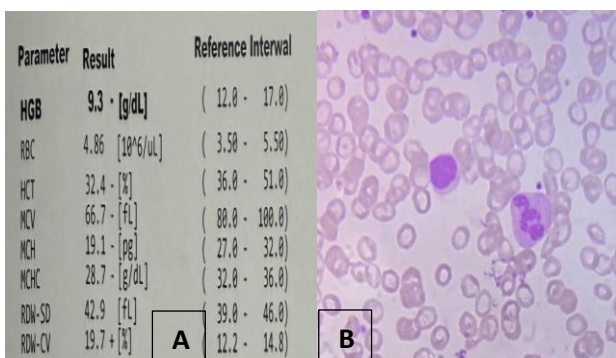 Parameter Result Reference Interwal
HGB 9.3 - [g/dL] ( 12.0 - 17.0)
RBC 4.86 [10^6/uL] ( 3.50 - 5.50)
HCT 32.4 - [%] ( 36.0 - 51.0)
MCV 66.7 - [fL] ( 80.0 - 100.0)
MCH 19.1 - [pg] ( 27.0 - 32.0)
MCHC 28.7 - [g/dL] ( 32.0 - 36.0)
RDW-SD 42.9 [fL] ( 39.0 - 46.0)
RDW-CV 19.7 + [%] ( 12.2 - 14.8)
A
B